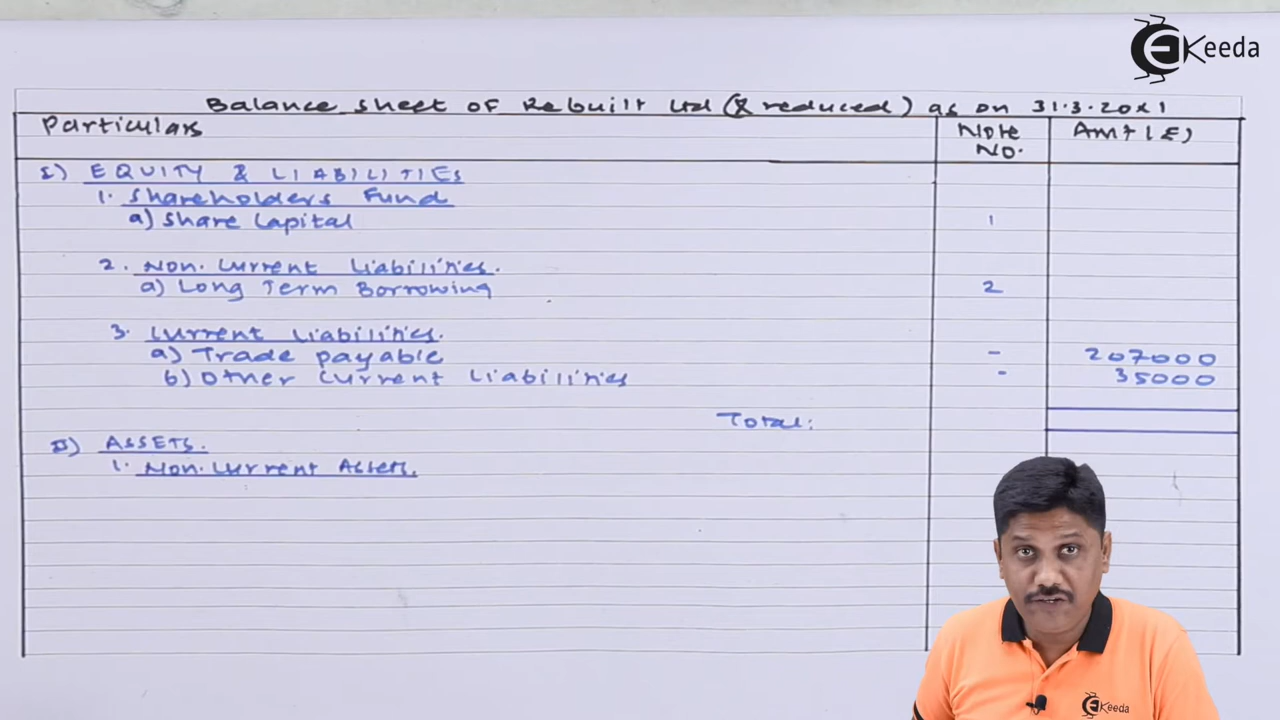 Keeda
Balance sheet of Rebuilt Ltd (& reduced) as on 31.3.20x1
Particulars Note No. Amt (₹)
I) EQUITY & LIABILITIES
1. Shareholders Fund
a) Share Capital 1
2. Non. Current Liabilities.
a) Long Term Borrowing 2
3. Current Liabilities.
a) Trade payable - 207000
b) Other Current Liabilities - 35000
Total:
II) ASSETS.
1. Non. Current Assets.
Keeda